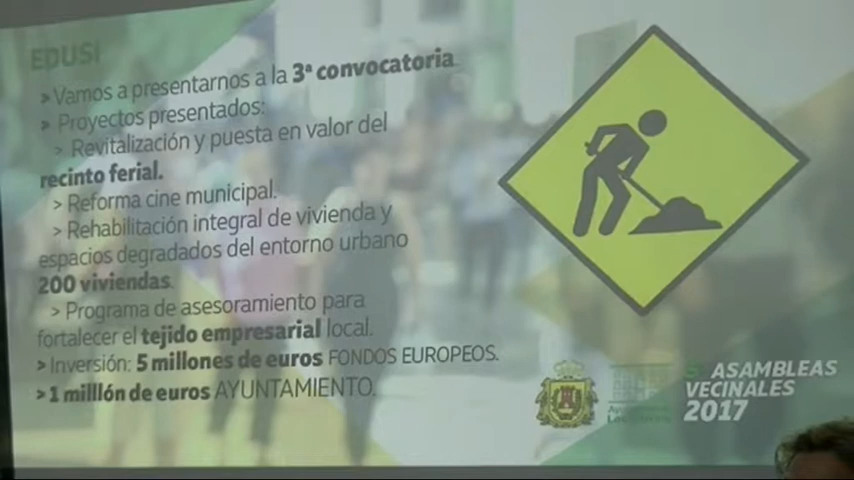 EDUSI
> Vamos a presentarnos a la 3ª convocatoria.
> Proyectos presentados:
> Revitalización y puesta en valor del
recinto ferial.
> Reforma cine municipal.
> Rehabilitación integral de vivienda y
espacios degradados del entorno urbano
200 viviendas.
> Programa de asesoramiento para
fortalecer el tejido empresarial local.
> Inversión: 5 millones de euros FONDOS EUROPEOS.
> 1 milllón de euros AYUNTAMIENTO.
ASAMBLEAS
VECINALES
2017